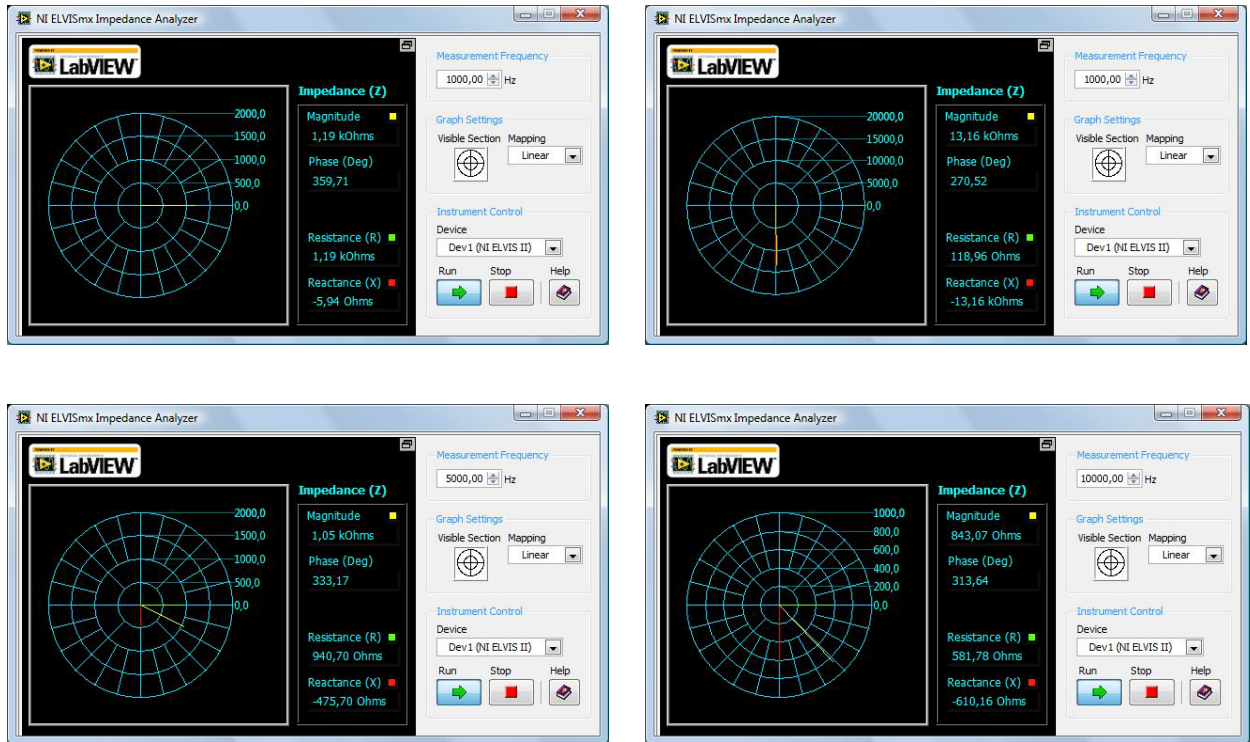 NI ELVISmx Impedance Analyzer
LabVIEW
Impedance (Z)
2000,0
1500,0
1000,0
500,0
0,0
Magnitude
1,19 kOhms
Phase (Deg)
359,71
Resistance (R)
1,19 kOhms
Reactance (X)
-5,94 Ohms
Measurement Frequency
1000,00 Hz
Graph Settings
Visible Section Mapping
Linear
Instrument Control
Device
Dev1 (NI ELVIS II)
Run Stop Help
NI ELVISmx Impedance Analyzer
LabVIEW
Impedance (Z)
20000,0
15000,0
10000,0
5000,0
0,0
Magnitude
13,16 kOhms
Phase (Deg)
270,52
Resistance (R)
118,96 Ohms
Reactance (X)
-13,16 kOhms
Measurement Frequency
1000,00 Hz
Graph Settings
Visible Section Mapping
Linear
Instrument Control
Device
Dev1 (NI ELVIS II)
Run Stop Help
NI ELVISmx Impedance Analyzer
LabVIEW
Impedance (Z)
2000,0
1500,0
1000,0
500,0
0,0
Magnitude
1,05 kOhms
Phase (Deg)
333,17
Resistance (R)
940,70 Ohms
Reactance (X)
-475,70 Ohms
Measurement Frequency
5000,00 Hz
Graph Settings
Visible Section Mapping
Linear
Instrument Control
Device
Dev1 (NI ELVIS II)
Run Stop Help
NI ELVISmx Impedance Analyzer
LabVIEW
Impedance (Z)
1000,0
800,0
600,0
400,0
200,0
0,0
Magnitude
843,07 Ohms
Phase (Deg)
313,64
Resistance (R)
581,78 Ohms
Reactance (X)
-610,16 Ohms
Measurement Frequency
10000,00 Hz
Graph Settings
Visible Section Mapping
Linear
Instrument Control
Device
Dev1 (NI ELVIS II)
Run Stop Help